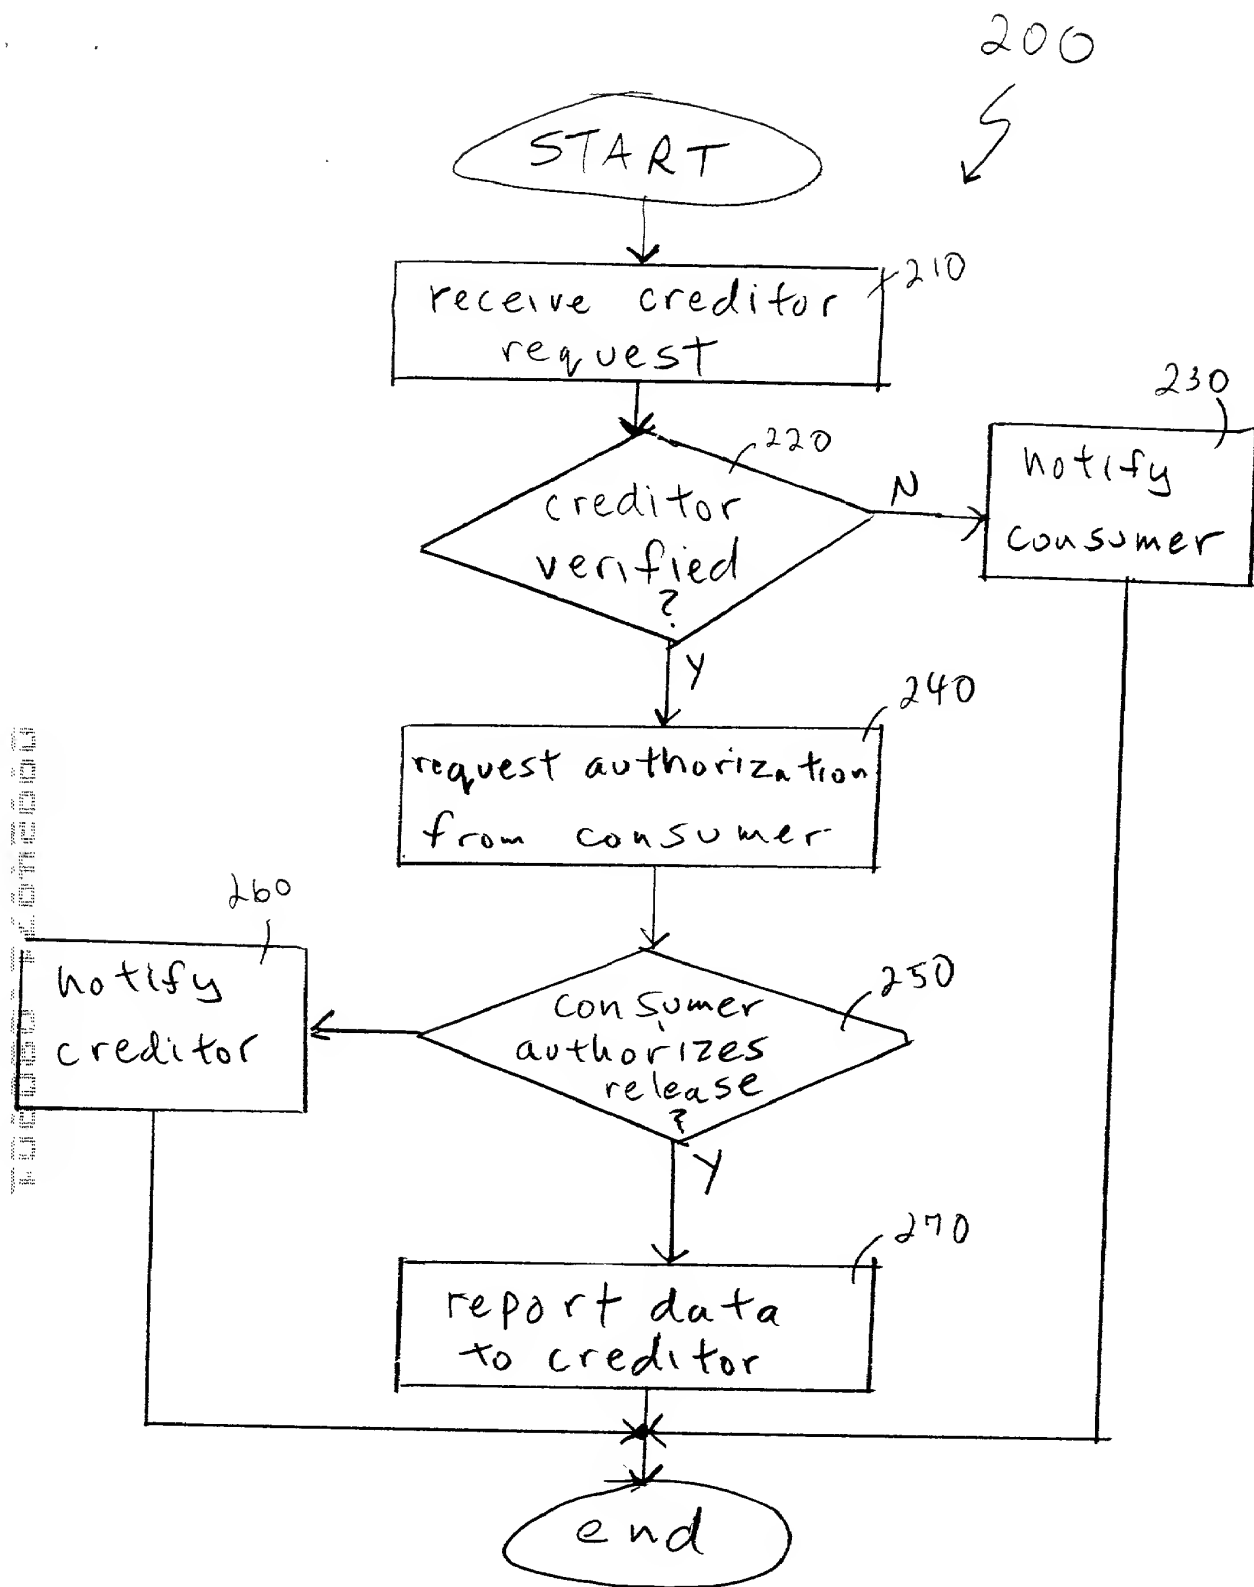 200
START
210
receive creditor
request
220
creditor
verified
?
N
230
notify
consumer
Y
240
request authorization
from consumer
250
consumer
authorizes
release
?
260
notify
creditor
Y
270
report data
to creditor
end